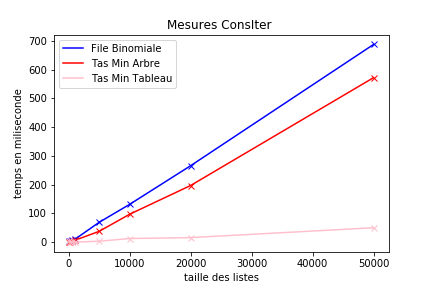 Mesures ConsIter
File Binomiale
Tas Min Arbre
Tas Min Tableau
temps en miliseconde
700
600
500
400
300
200
100
0
0
10000
20000
30000
40000
50000
taille des listes